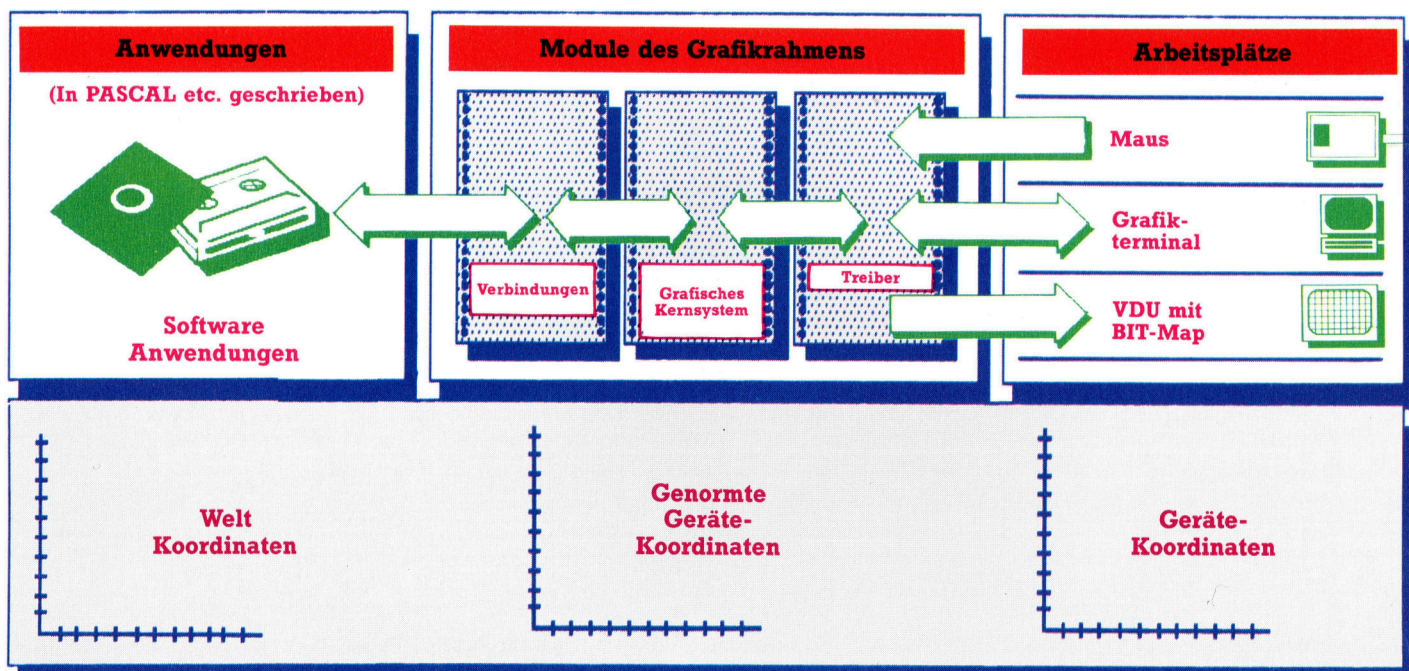 Anwendungen
(In PASCAL etc. geschrieben)
Software
Anwendungen
Module des Grafikrahmens
Verbindungen
Grafisches
Kernsystem
Treiber
Arbeitsplätze
Maus
Grafik-
terminal
VDU mit
BIT-Map
Welt
Koordinaten
Genormte
Geräte-
Koordinaten
Geräte-
Koordinaten